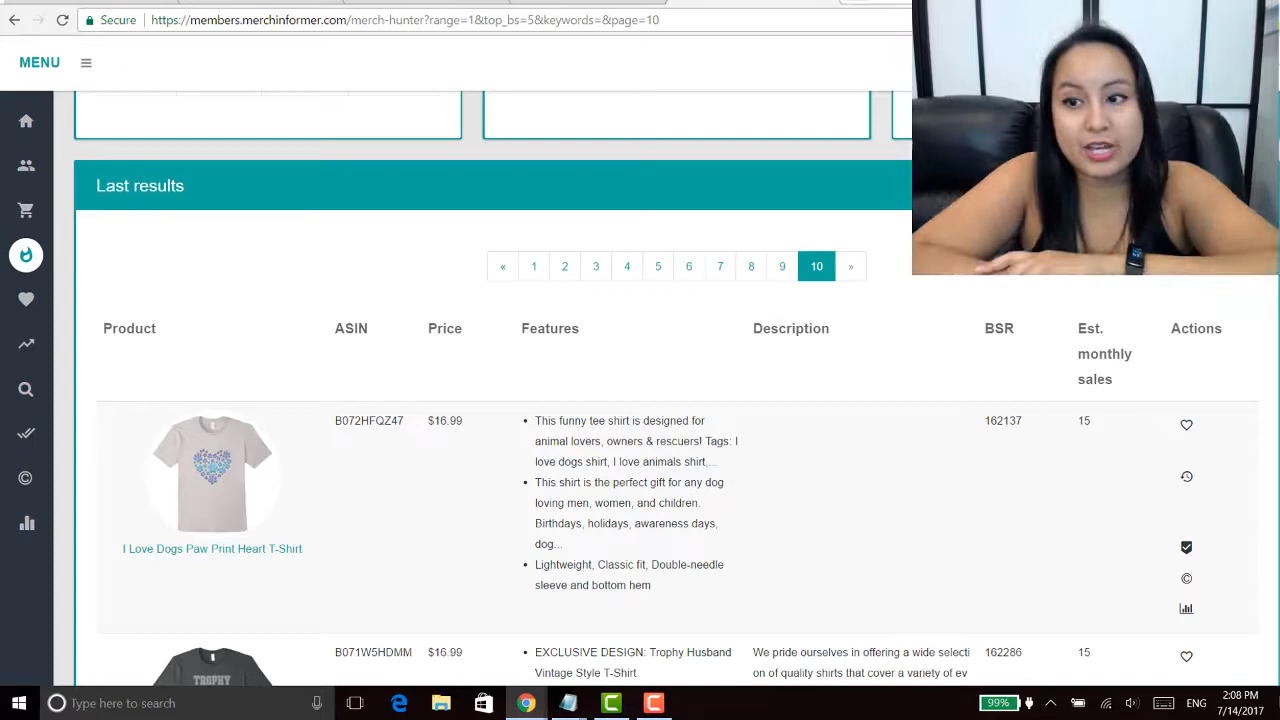 Secure https://members.merchinformer.com/merch-hunter?range=1&top_bs=5&keywords=&page=10
MENU
Last results
« 1 2 3 4 5 6 7 8 9 10 »
Product ASIN Price Features Description BSR Est. monthly sales Actions
B072HFQZ47 $16.99
This funny tee shirt is designed for
animal lovers, owners & rescuers! Tags: I
love dogs shirt, I love animals shirt,...
This shirt is the perfect gift for any dog
loving men, women, and children.
Birthdays, holidays, awareness days,
dog...
Lightweight, Classic fit, Double-needle
sleeve and bottom hem
162137 15
I Love Dogs Paw Print Heart T-Shirt
TROPHY
B071W5HDMM $16.99
EXCLUSIVE DESIGN: Trophy Husband
Vintage Style T-Shirt
We pride ourselves in offering a wide selecti
on of quality shirts that cover a variety of ev
162286 15
Type here to search
99%
2:08 PM
7/14/2017